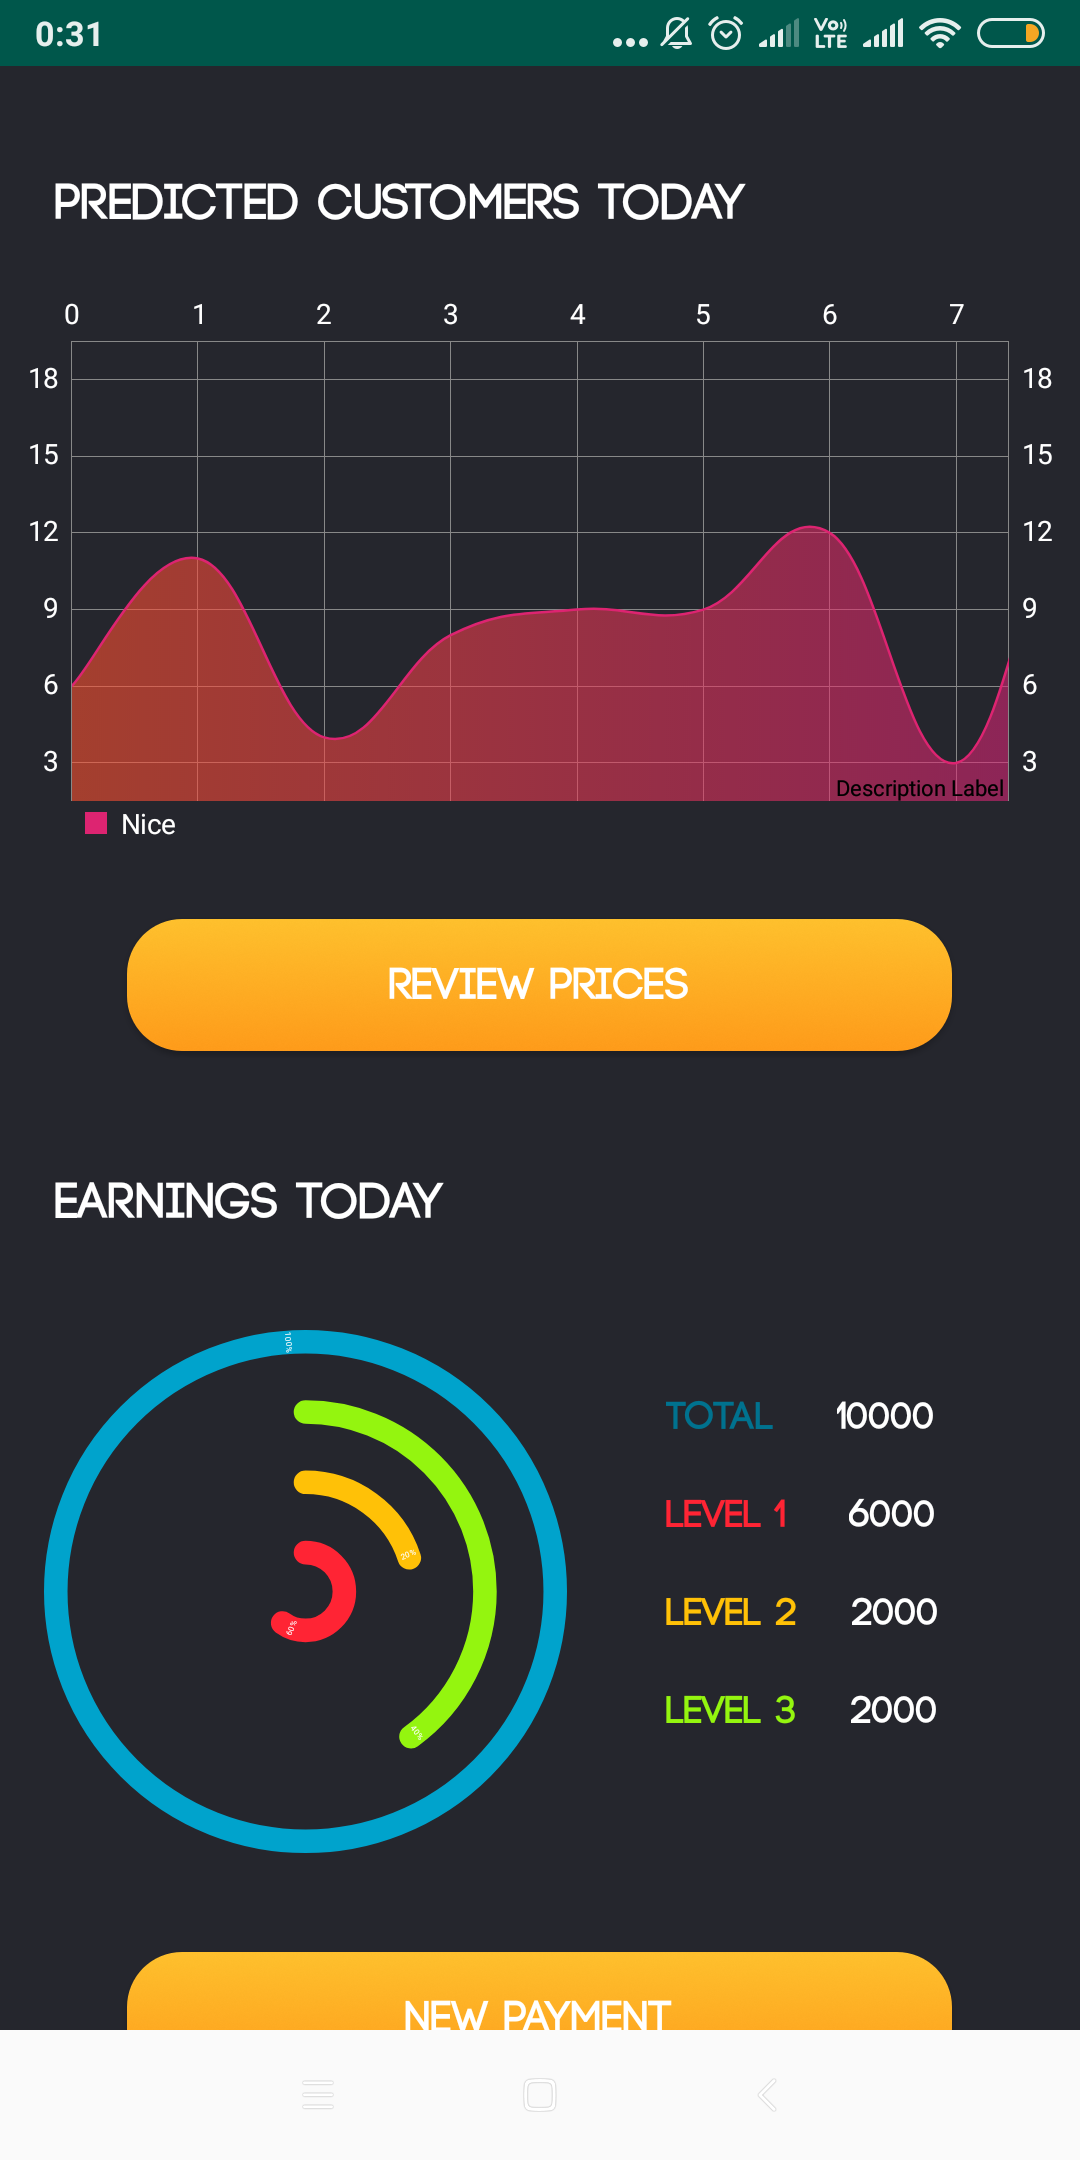 0:31
Vo)) LTE
PREDICTED CUSTOMERS TODAY
0 1 2 3 4 5 6 7
18 18
15 15
12 12
9 9
6 6
3 3
Description Label
Nice
REVIEW PRICES
EARNINGS TODAY
100%
TOTAL 10000
LEVEL 1 6000
20%
LEVEL 2 2000
60%
LEVEL 3 2000
40%
NEW PAYMENT